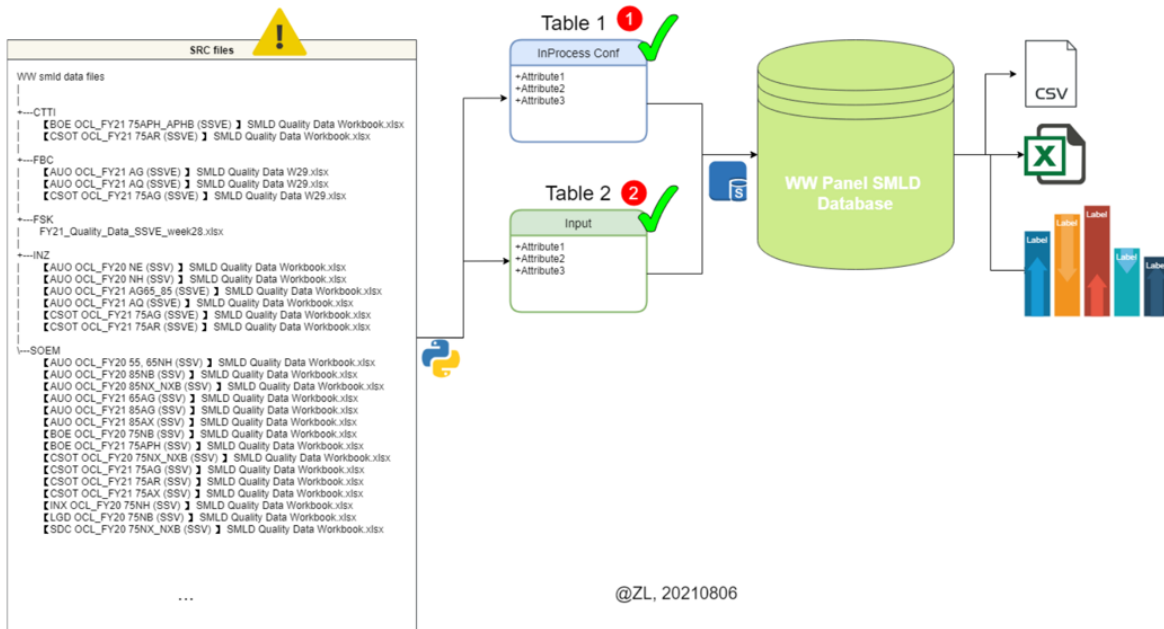 SRC files
WW smld data files
|
|
+---CTTI
| 【BOE OCL_FY21 75APH_APHB (SSVE) 】 SMLD Quality Data Workbook.xlsx
| 【CSOT OCL_FY21 75AR (SSVE) 】 SMLD Quality Data Workbook.xlsx
|
+---FBC
| 【AUO OCL_FY21 AG (SSVE) 】 SMLD Quality Data W29.xlsx
| 【AUO OCL_FY21 AQ (SSVE) 】 SMLD Quality Data W29.xlsx
| 【CSOT OCL_FY21 75AG (SSVE) 】 SMLD Quality Data W29.xlsx
|
+---FSK
| FY21_Quality_Data_SSVE_week28.xlsx
|
+---INZ
| 【AUO OCL_FY20 NE (SSV) 】 SMLD Quality Data Workbook.xlsx
| 【AUO OCL_FY20 NH (SSV) 】 SMLD Quality Data Workbook.xlsx
| 【AUO OCL_FY21 AG65_85 (SSVE) 】 SMLD Quality Data Workbook.xlsx
| 【AUO OCL_FY21 AQ (SSVE) 】 SMLD Quality Data Workbook.xlsx
| 【CSOT OCL_FY21 75AG (SSVE) 】 SMLD Quality Data Workbook.xlsx
| 【CSOT OCL_FY21 75AR (SSVE) 】 SMLD Quality Data Workbook.xlsx
|
\---SOEM
【AUO OCL_FY20 55, 65NH (SSV) 】 SMLD Quality Data Workbook.xlsx
【AUO OCL_FY20 85NB (SSV) 】 SMLD Quality Data Workbook.xlsx
【AUO OCL_FY20 85NX_NXB (SSV) 】 SMLD Quality Data Workbook.xlsx
【AUO OCL_FY21 65AG (SSV) 】 SMLD Quality Data Workbook.xlsx
【AUO OCL_FY21 85AG (SSV) 】 SMLD Quality Data Workbook.xlsx
【AUO OCL_FY21 85AX (SSV) 】 SMLD Quality Data Workbook.xlsx
【BOE OCL_FY20 75NB (SSV) 】 SMLD Quality Data Workbook.xlsx
【BOE OCL_FY21 75APH (SSV) 】 SMLD Quality Data Workbook.xlsx
【CSOT OCL_FY20 75NX_NXB (SSV) 】 SMLD Quality Data Workbook.xlsx
【CSOT OCL_FY21 75AG (SSV) 】 SMLD Quality Data Workbook.xlsx
【CSOT OCL_FY21 75AR (SSV) 】 SMLD Quality Data Workbook.xlsx
【CSOT OCL_FY21 75AX (SSV) 】 SMLD Quality Data Workbook.xlsx
【INX OCL_FY20 75NH (SSV) 】 SMLD Quality Data Workbook.xlsx
【LGD OCL_FY20 75NB (SSV) 】 SMLD Quality Data Workbook.xlsx
【SDC OCL_FY20 75NX_NXB (SSV) 】 SMLD Quality Data Workbook.xlsx
...
Table 1 1
InProcess Conf
+Attribute1
+Attribute2
+Attribute3
Table 2 2
Input
+Attribute1
+Attribute2
+Attribute3
S
WW Panel SMLD
Database
CSV
X
Label
Label
Label
Label
Label
@ZL, 20210806